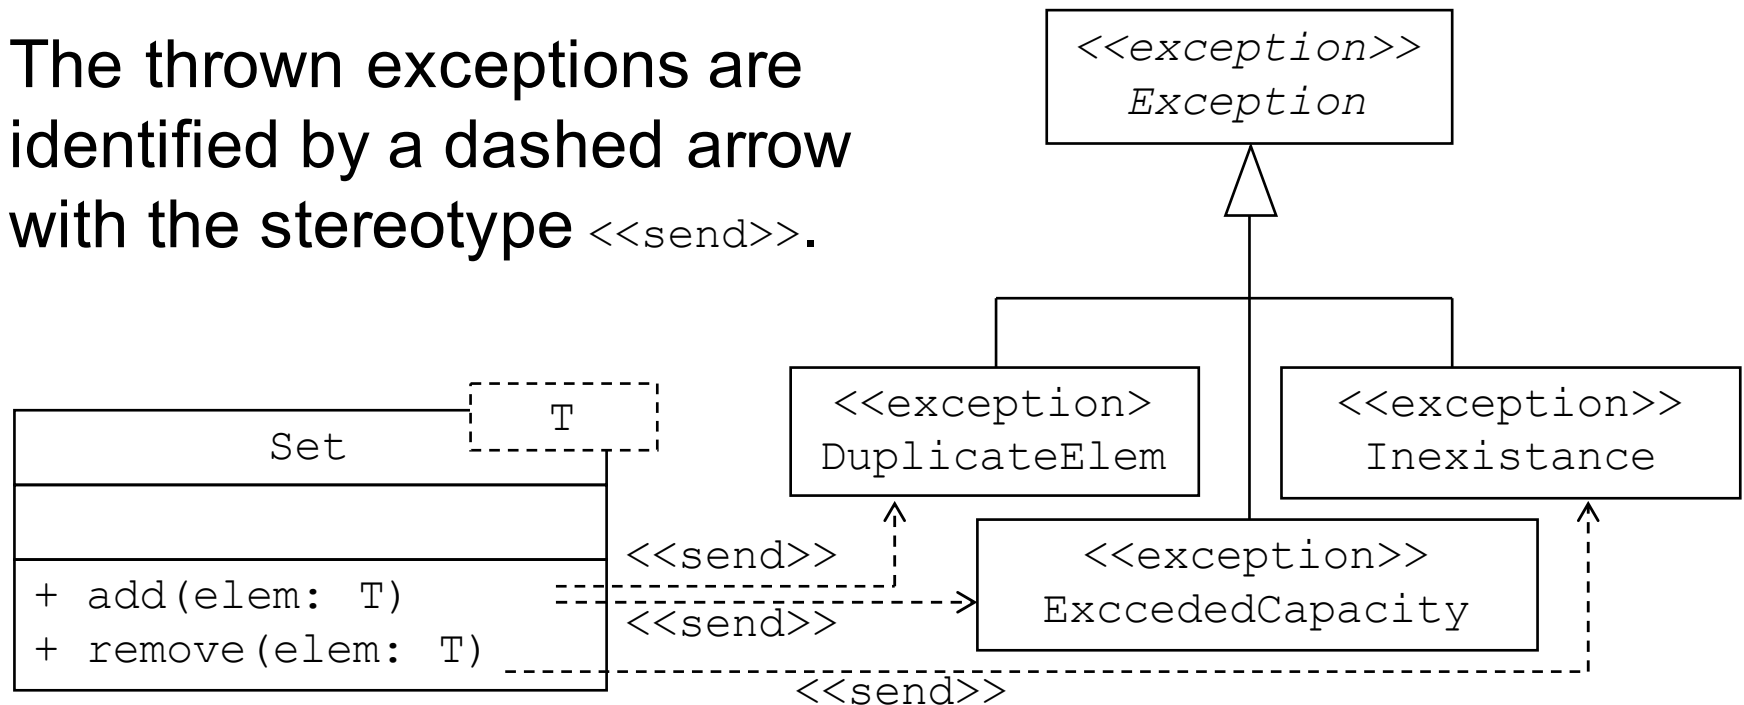 The thrown exceptions are
identified by a dashed arrow
with the stereotype <<send>>.
<<exception>>
Exception
<<exception>
DuplicateElem
<<exception>>
Inexistance
<<exception>>
ExccededCapacity
T
Set
+ add(elem: T)
+ remove(elem: T)
<<send>>
<<send>>
<<send>>